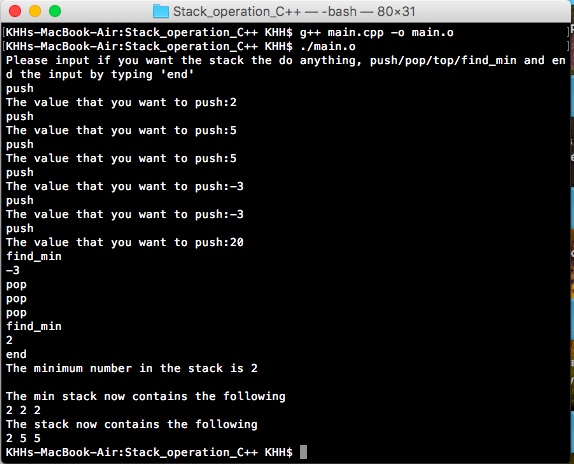 Stack_operation_C++ — -bash — 80×31
[KHHs-MacBook-Air:Stack_operation_C++ KHH$ g++ main.cpp -o main.o ]
[KHHs-MacBook-Air:Stack_operation_C++ KHH$ ./main.o ]
Please input if you want the stack the do anything, push/pop/top/find_min and en
d the input by typing 'end'
push
The value that you want to push:2
push
The value that you want to push:5
push
The value that you want to push:5
push
The value that you want to push:-3
push
The value that you want to push:-3
push
The value that you want to push:20
find_min
-3
pop
pop
pop
find_min
2
end
The minimum number in the stack is 2
The min stack now contains the following
2 2 2
The stack now contains the following
2 5 5
KHHs-MacBook-Air:Stack_operation_C++ KHH$